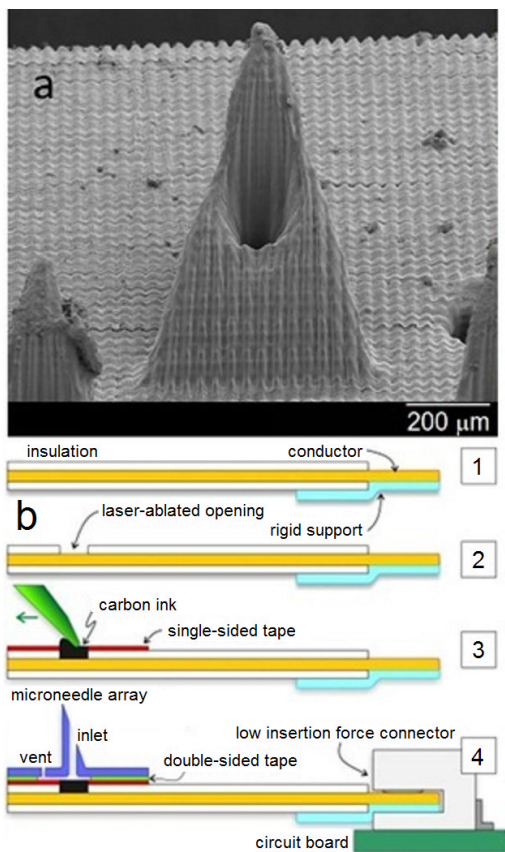 a
200 μm
insulation
conductor
1
b
laser-ablated opening
rigid support
2
carbon ink
single-sided tape
3
microneedle array
inlet
low insertion force connector
4
vent
double-sided tape
circuit board